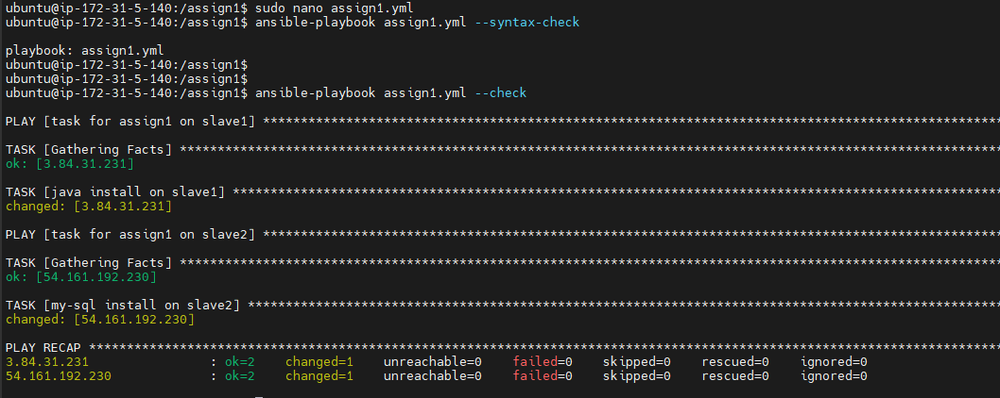 ubuntu@ip-172-31-5-140:/assign1$ sudo nano assign1.yml
ubuntu@ip-172-31-5-140:/assign1$ ansible-playbook assign1.yml --syntax-check
playbook: assign1.yml
ubuntu@ip-172-31-5-140:/assign1$
ubuntu@ip-172-31-5-140:/assign1$
ubuntu@ip-172-31-5-140:/assign1$ ansible-playbook assign1.yml --check
PLAY [task for assign1 on slave1] **************************************************************************************************
TASK [Gathering Facts] *************************************************************************************************************
ok: [3.84.31.231]
TASK [java install on slave1] ******************************************************************************************************
changed: [3.84.31.231]
PLAY [task for assign1 on slave2] **************************************************************************************************
TASK [Gathering Facts] *************************************************************************************************************
ok: [54.161.192.230]
TASK [my-sql install on slave2] ****************************************************************************************************
changed: [54.161.192.230]
PLAY RECAP *************************************************************************************************************************
3.84.31.231 : ok=2 changed=1 unreachable=0 failed=0 skipped=0 rescued=0 ignored=0
54.161.192.230 : ok=2 changed=1 unreachable=0 failed=0 skipped=0 rescued=0 ignored=0